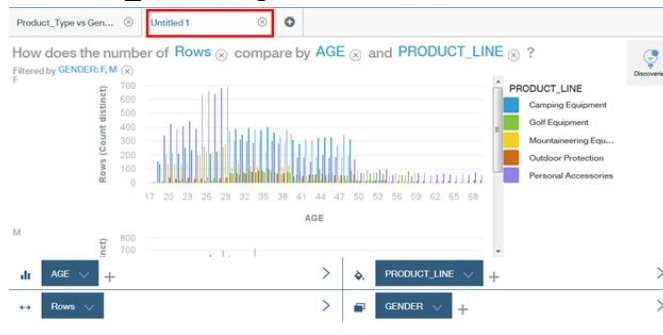 Product_Type vs Gen...
Untitled 1
How does the number of Rows compare by AGE and PRODUCT_LINE ?
Filtered by GENDER: F, M
Discoveries
F
Rows (Count distinct)
700
600
500
400
300
200
100
0
17 20 23 26 29 32 35 38 41 44 47 50 53 56 59 62 65 68
AGE
PRODUCT_LINE
Camping Equipment
Golf Equipment
Mountaineering Equ...
Outdoor Protection
Personal Accessories
M
800
700
AGE
PRODUCT_LINE
Rows
GENDER